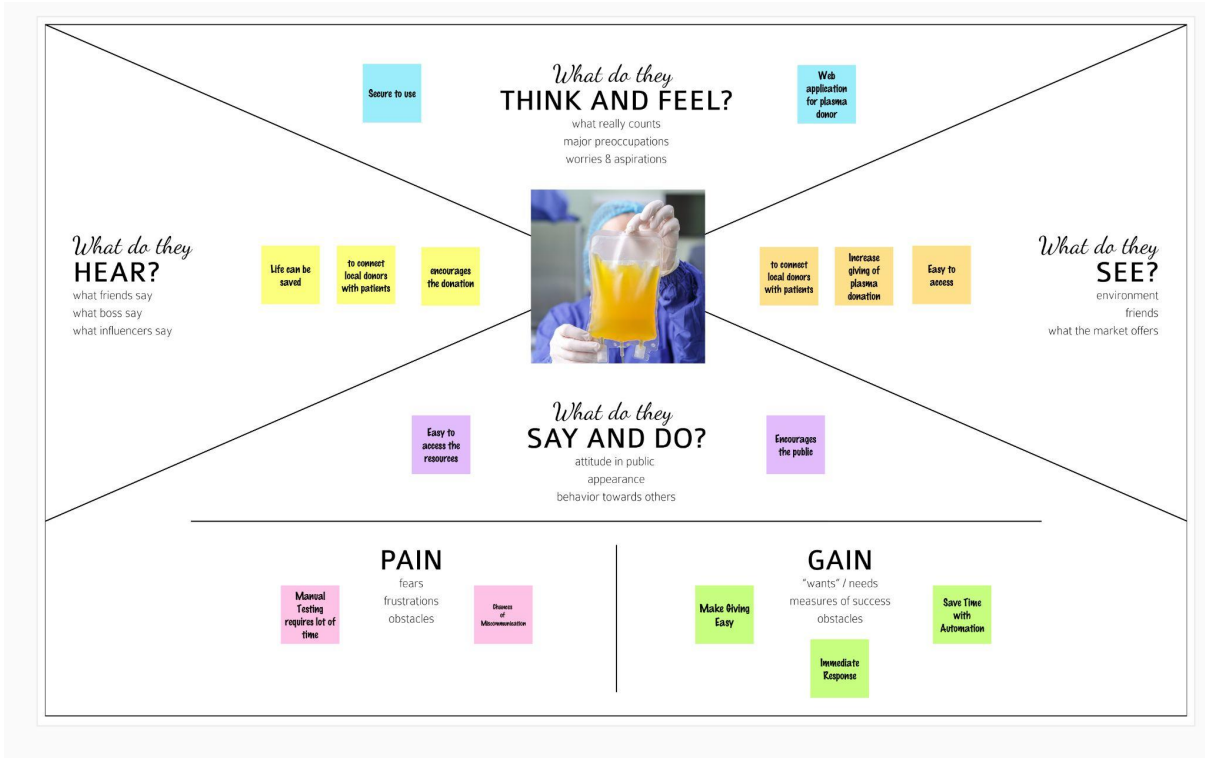 What do they
THINK AND FEEL?
what really counts
major preoccupations
worries & aspirations
Secure to use
Web
application
for plasma
donor
What do they
HEAR?
what friends say
what boss say
what influencers say
Life can be
saved
to connect
local donors
with patients
encourages
the donation
to connect
local donors
with patients
Increase
giving of
plasma
donation
Easy to
access
What do they
SEE?
environment
friends
what the market offers
What do they
SAY AND DO?
attitude in public
appearance
behavior towards others
Easy to
access the
resources
Encourages
the public
PAIN
fears
frustrations
obstacles
Manual
Testing
requires lot of
time
Chances
of
Miscommunication
GAIN
“wants” / needs
measures of success
obstacles
Make Giving
Easy
Immediate
Response
Save Time
with
Automation